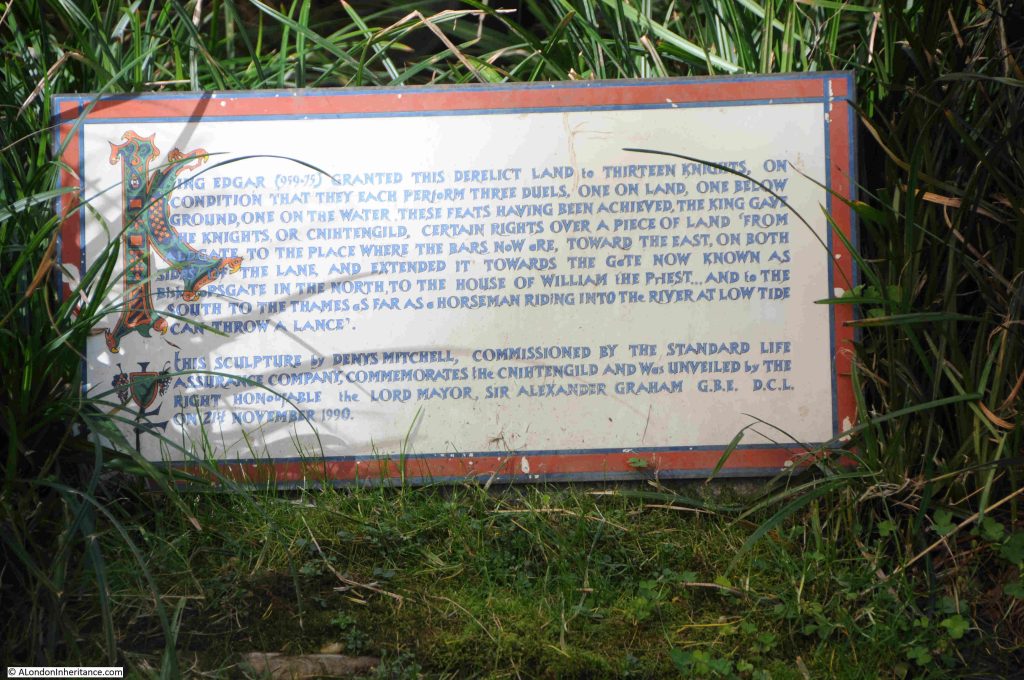 KING EDGAR (959-75) GRANTED THIS DERELICT LAND to THIRTEEN KNIGHTS, ON
CONDITION THAT THEY EACH PERFORM THREE DUELS, ONE ON LAND, ONE BELOW
GROUND, ONE ON THE WATER. THESE FEATS HAVING BEEN ACHIEVED, THE KING GAVE
THE KNIGHTS, OR CNIHTENGILD, CERTAIN RIGHTS OVER A PIECE OF LAND 'FROM
TO THE PLACE WHERE THE BARS NOW ARE, TOWARD THE EAST, ON BOTH
SIDES OF THE LANE, AND EXTENDED IT TOWARDS THE GATE NOW KNOWN AS
BISHOPSGATE IN THE NORTH, TO THE HOUSE OF WILLIAM THE PRIEST... AND to THE
SOUTH TO THE THAMES AS FAR AS A HORSEMAN RIDING INTO THE RIVER AT LOW TIDE
CAN THROW A LANCE'.
THIS SCULPTURE by DENYS MITCHELL, COMMISSIONED BY THE STANDARD LIFE
ASSURANCE COMPANY, COMMEMORATES THE CNIHTENGILD AND WAS UNVEILED by THE
RIGHT HONOURABLE the LORD MAYOR, SIR ALEXANDER GRAHAM G.B.E. D.C.L.
ON NOVEMBER 1990.
© ALondonInheritance.com